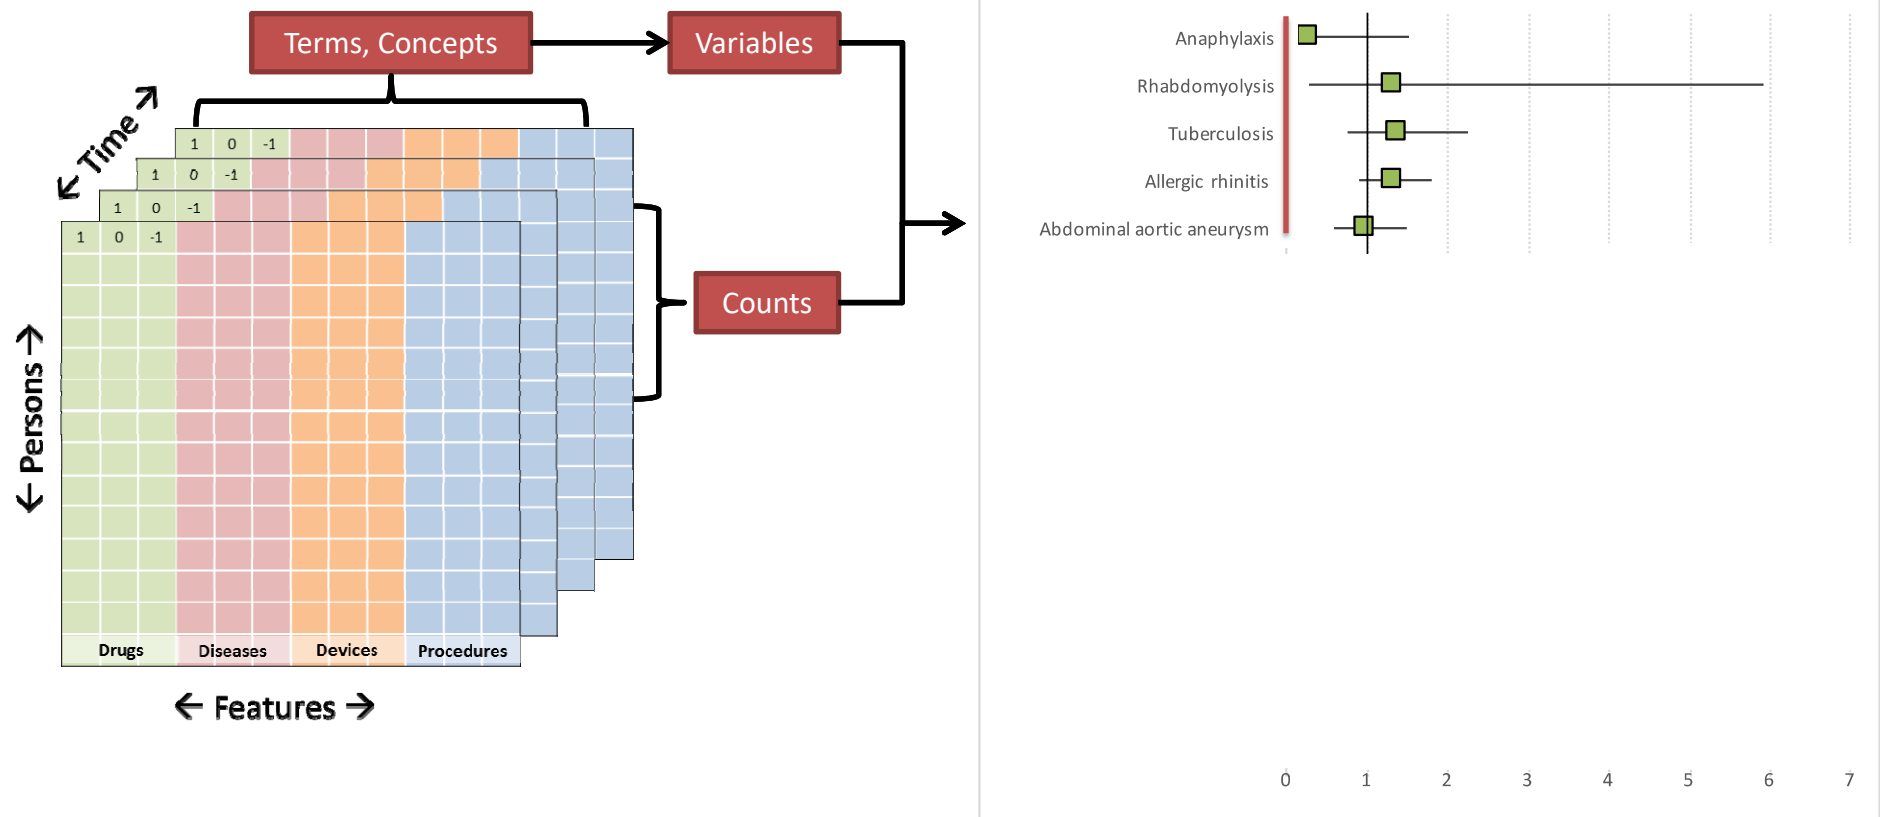 Terms, Concepts
Variables
← Time →
1 0 -1
1 0 -1
1 0 -1
1 0 -1
Counts
← Persons →
Drugs Diseases Devices Procedures
← Features →
Anaphylaxis
Rhabdomyolysis
Tuberculosis
Allergic rhinitis
Abdominal aortic aneurysm
0 1 2 3 4 5 6 7